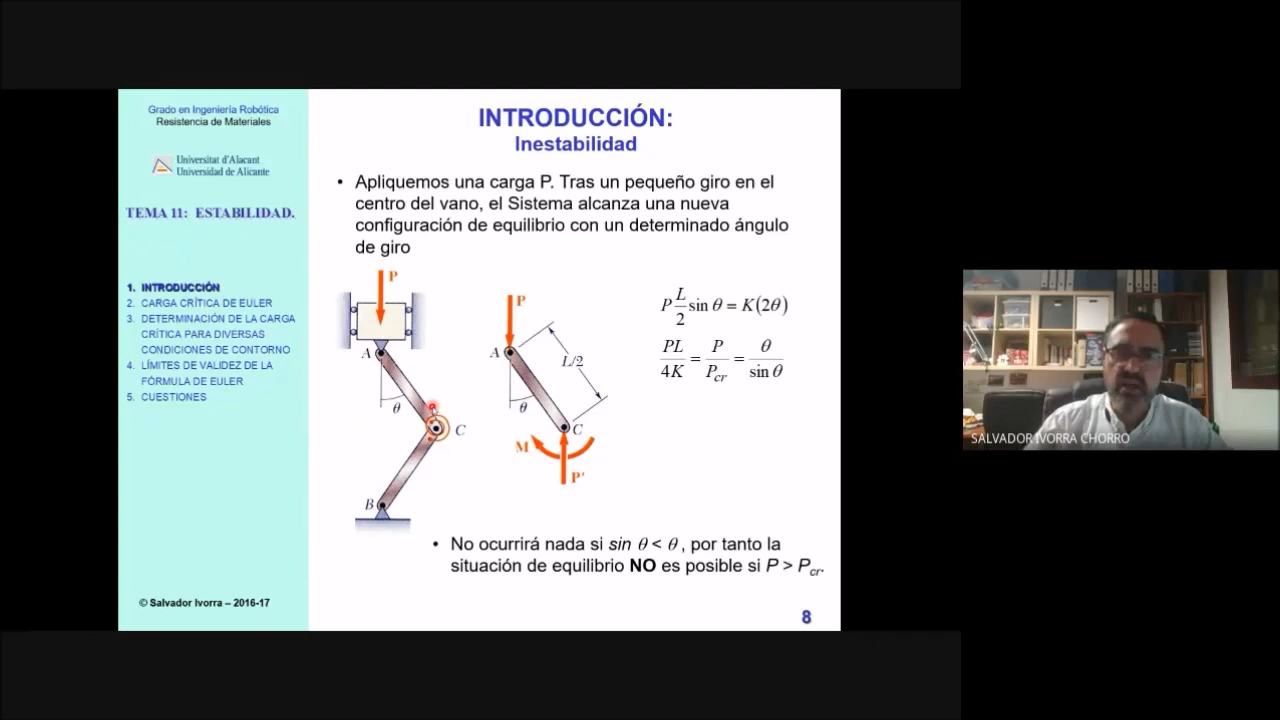 Grado en Ingeniería Robótica
Resistencia de Materiales
Universitat d'Alacant
Universidad de Alicante
TEMA 11: ESTABILIDAD.
1. INTRODUCCIÓN
2. CARGA CRÍTICA DE EULER
3. DETERMINACIÓN DE LA CARGA
CRÍTICA PARA DIVERSAS
CONDICIONES DE CONTORNO
4. LÍMITES DE VALIDEZ DE LA
FÓRMULA DE EULER
5. CUESTIONES
© Salvador Ivorra – 2016-17
INTRODUCCIÓN:
Inestabilidad
• Apliquemos una carga P. Tras un pequeño giro en el
centro del vano, el Sistema alcanza una nueva
configuración de equilibrio con un determinado ángulo
de giro
P
A
θ
C
B
P
A
L/2
θ
C
M
P'
P L/2 sin θ = K(2θ)
PL/4K = P/Pcr = θ/sin θ
• No ocurrirá nada si sin θ < θ , por tanto la
situación de equilibrio NO es posible si P > Pcr.
8
SALVADOR IVORRA CHORRO